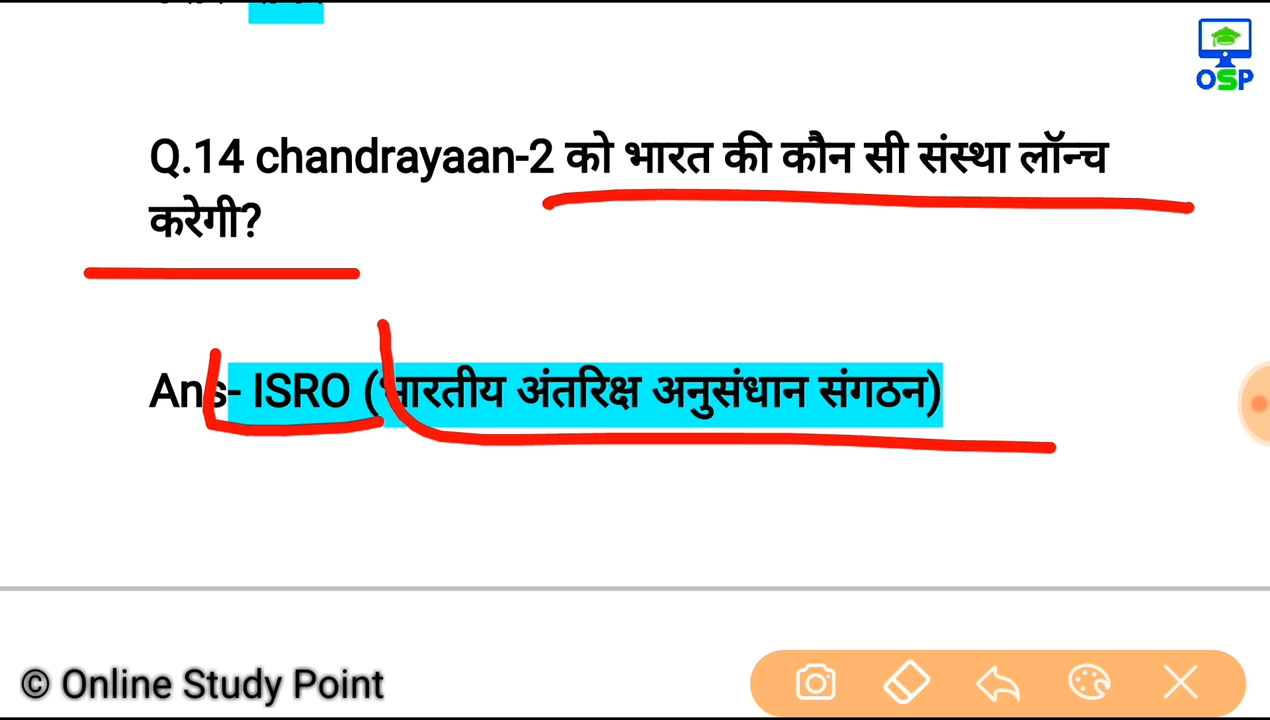 OSP
Q.14 chandrayaan-2 को भारत की कौन सी संस्था लॉन्च
करेगी?
Ans- ISRO (भारतीय अंतरिक्ष अनुसंधान संगठन)
© Online Study Point